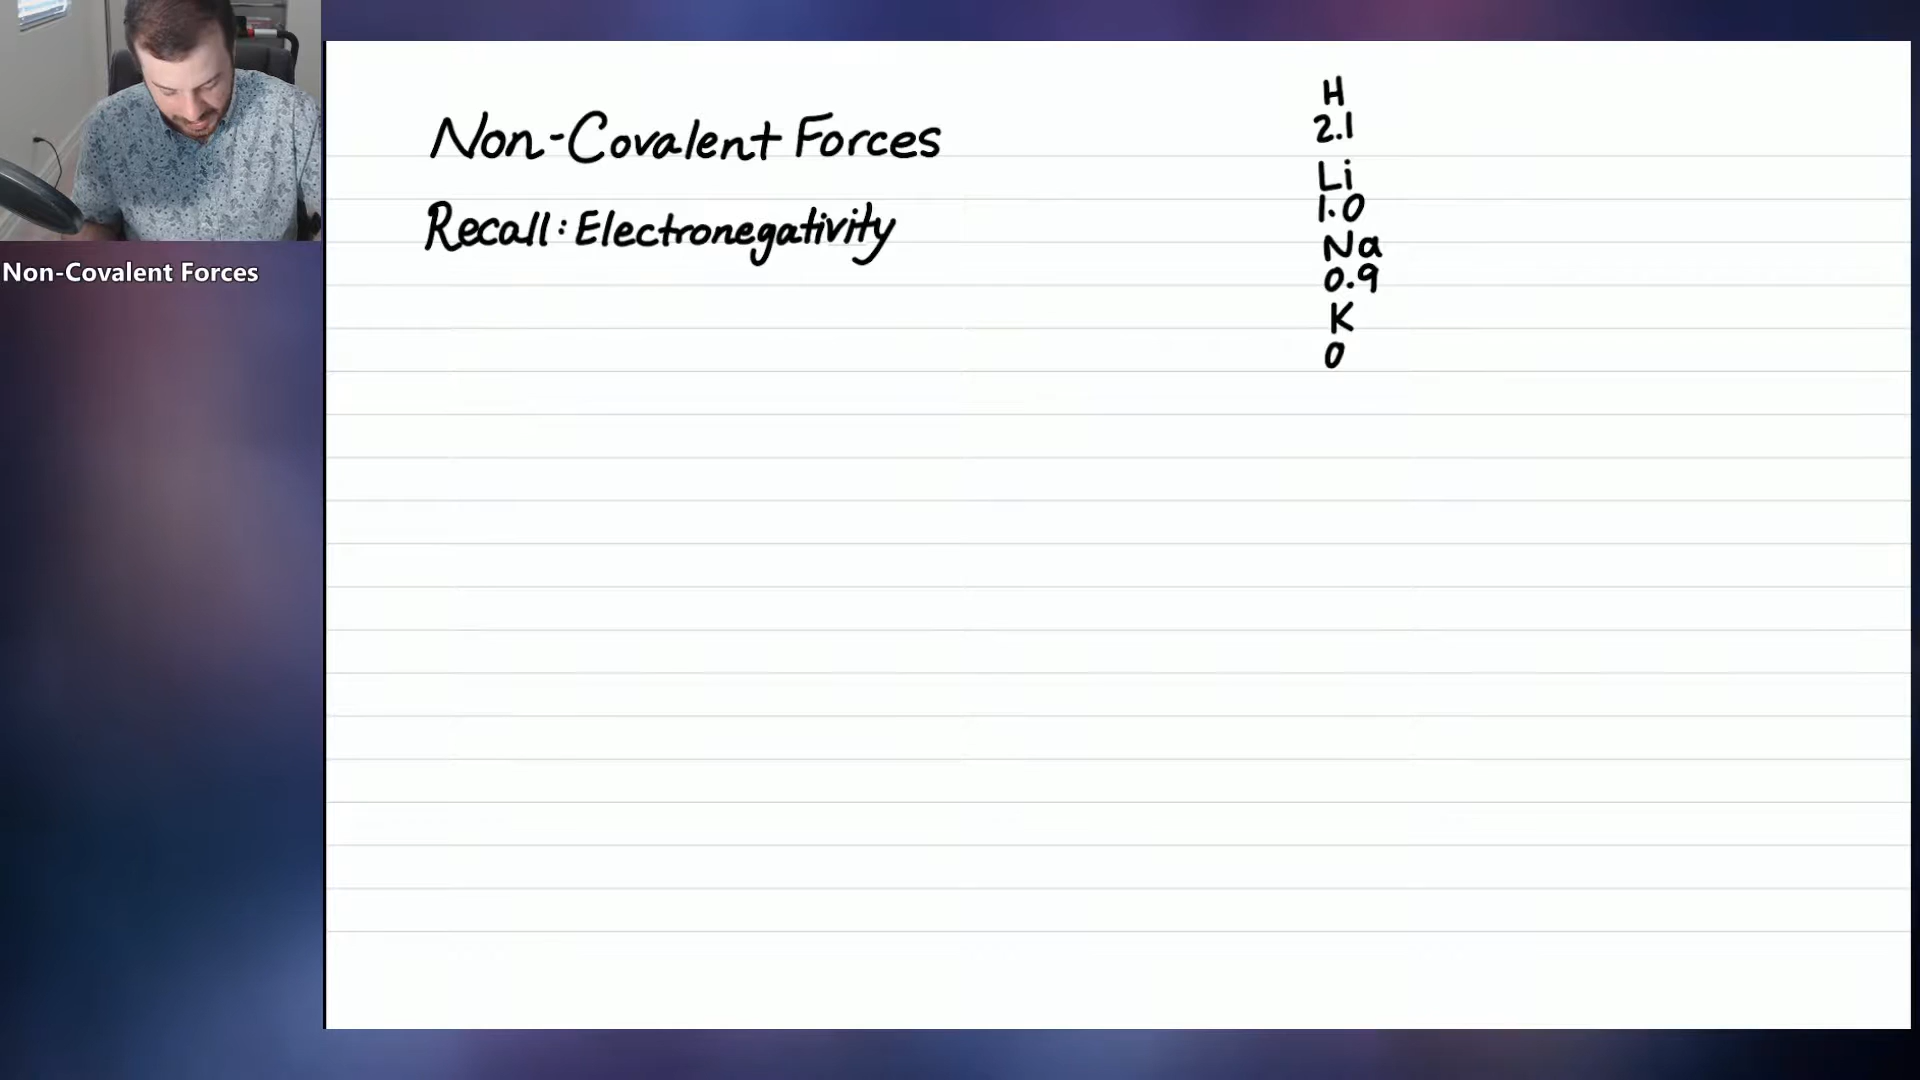 Non-Covalent Forces
Recall: Electronegativity
H
2.1
Li
1.0
Na
0.9
K
0
Non-Covalent Forces